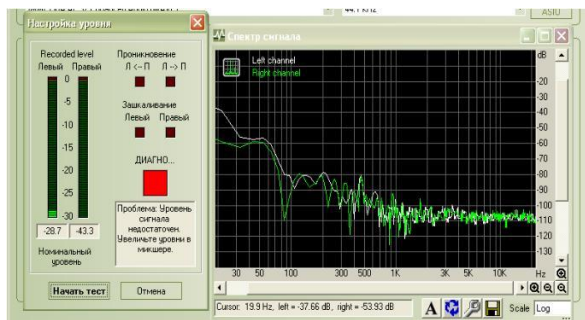 44.1 kHz
ASIO
Настройка уровня
Recorded level
Левый Правый
0
-5
-10
-15
-20
-25
-30
-28.7
-43.3
Номинальный
уровень
Проникновение
Л <- П
Л -> П
Зашкаливание
Левый Правый
ДИАГНО...
Проблема: Уровень
сигнала
недостаточен.
Увеличьте уровни в
микшере.
Начать тест
Отмена
Спектр сигнала
Left channel
Right channel
dB
-20
-30
-40
-50
-60
-70
-80
-90
-100
-110
-120
-130
30 50 100 300 500 1K 3K 5K 10K Hz
Cursor: 19.9 Hz, left = -37.66 dB, right = -53.93 dB
A
Scale
Log